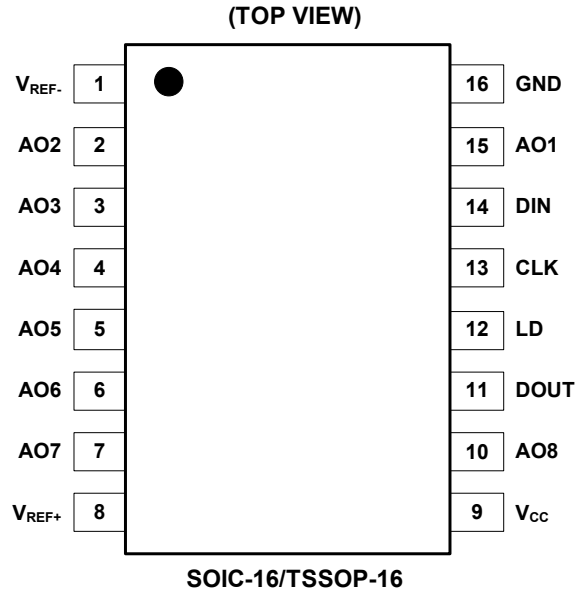 (TOP VIEW)
VREF- 1 16 GND
AO2 2 15 AO1
AO3 3 14 DIN
AO4 4 13 CLK
AO5 5 12 LD
AO6 6 11 DOUT
AO7 7 10 AO8
VREF+ 8 9 VCC
SOIC-16/TSSOP-16